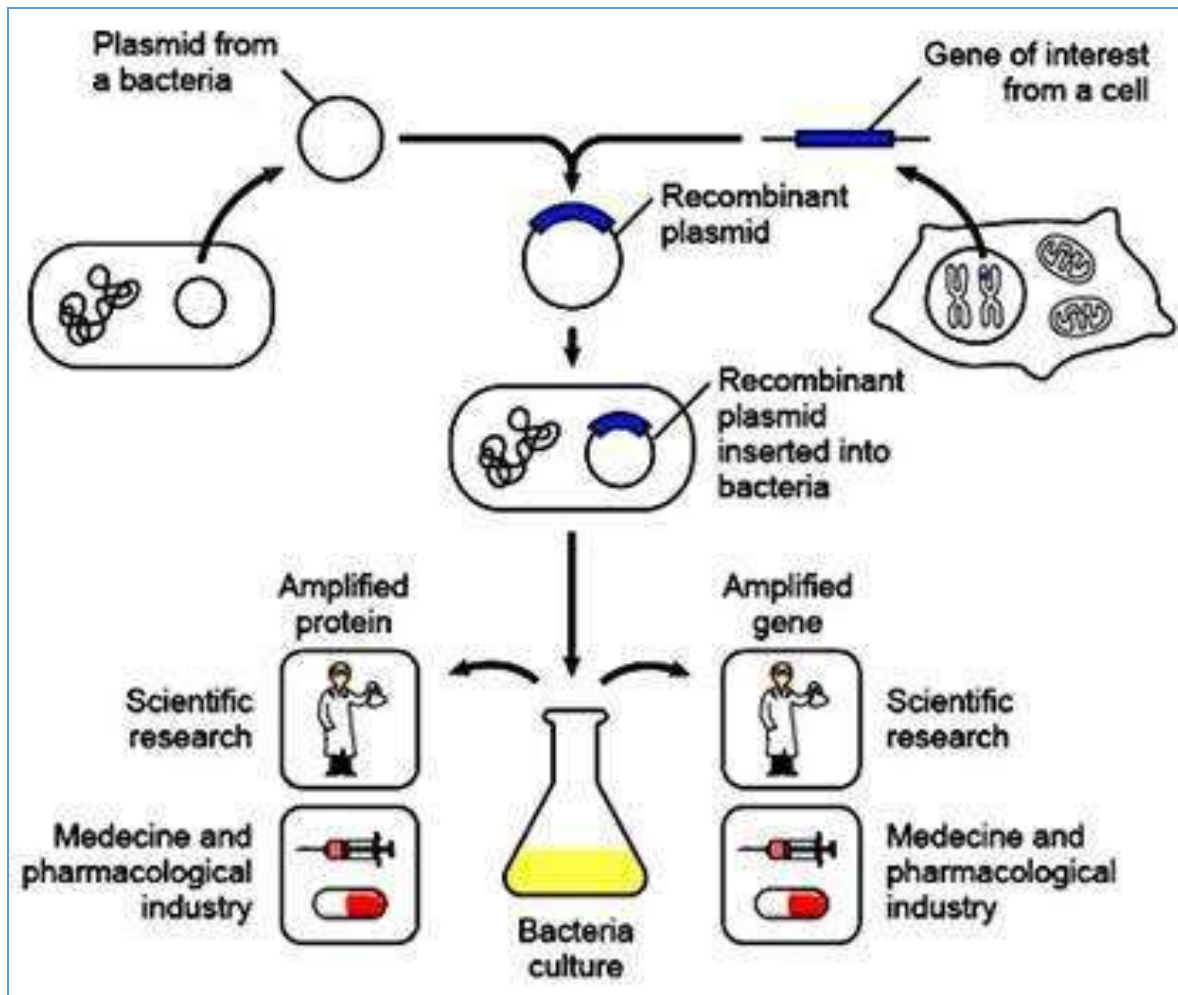 Plasmid from
a bacteria
Gene of interest
from a cell
Recombinant
plasmid
Recombinant
plasmid
inserted into
bacteria
Amplified
protein
Amplified
gene
Scientific
research
Scientific
research
Medecine and
pharmacological
industry
Medecine and
pharmacological
industry
Bacteria
culture